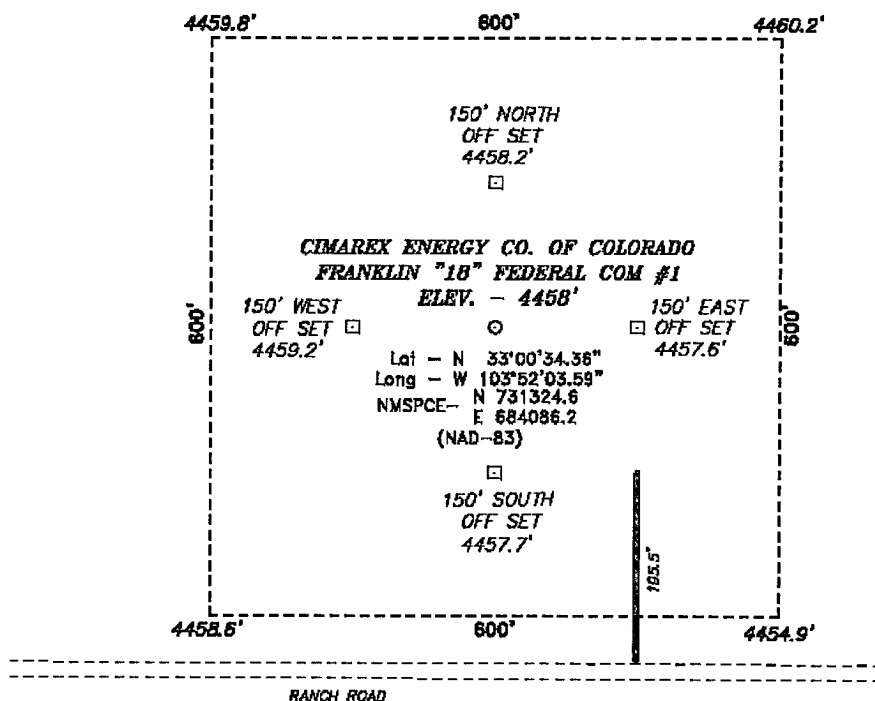 4459.8' 600' 4460.2'
150' NORTH
OFF SET
4458.2'
CIMAREX ENERGY CO. OF COLORADO
FRANKLIN "18" FEDERAL COM #1
ELEV. - 4458'
150' WEST
OFF SET
4459.2'
150' EAST
OFF SET
4457.6'
600'
600'
Lat - N 33°00'34.36"
Long - W 103°52'03.59"
NMSPCE- N 731324.6
E 684086.2
(NAD-83)
150' SOUTH
OFF SET
4457.7'
195.5'
4458.6' 600' 4454.9'
RANCH ROAD